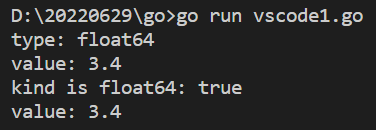 D:\20220629\go>go run vscode1.go
type: float64
value: 3.4
kind is float64: true
value: 3.4